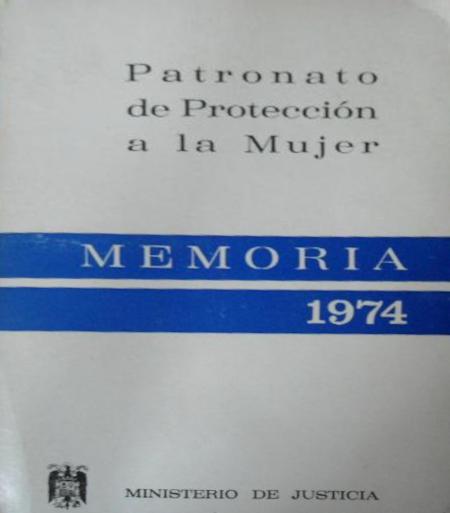 Patronato
de Protección
a la Mujer
MEMORIA
1974
MINISTERIO DE JUSTICIA